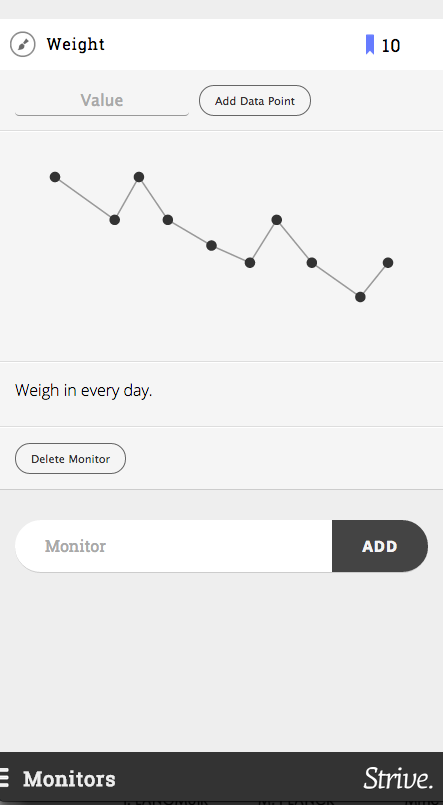 Weight 10
Value Add Data Point
Weigh in every day.
Delete Monitor
Monitor ADD
Monitors Strive.